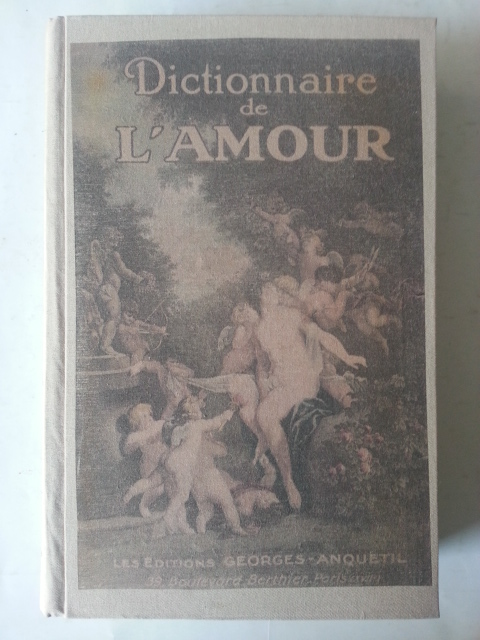 Dictionnaire
de
L'AMOUR
LES EDITIONS GEORGES-ANQUETIL
39, Boulevard Berthier, Paris